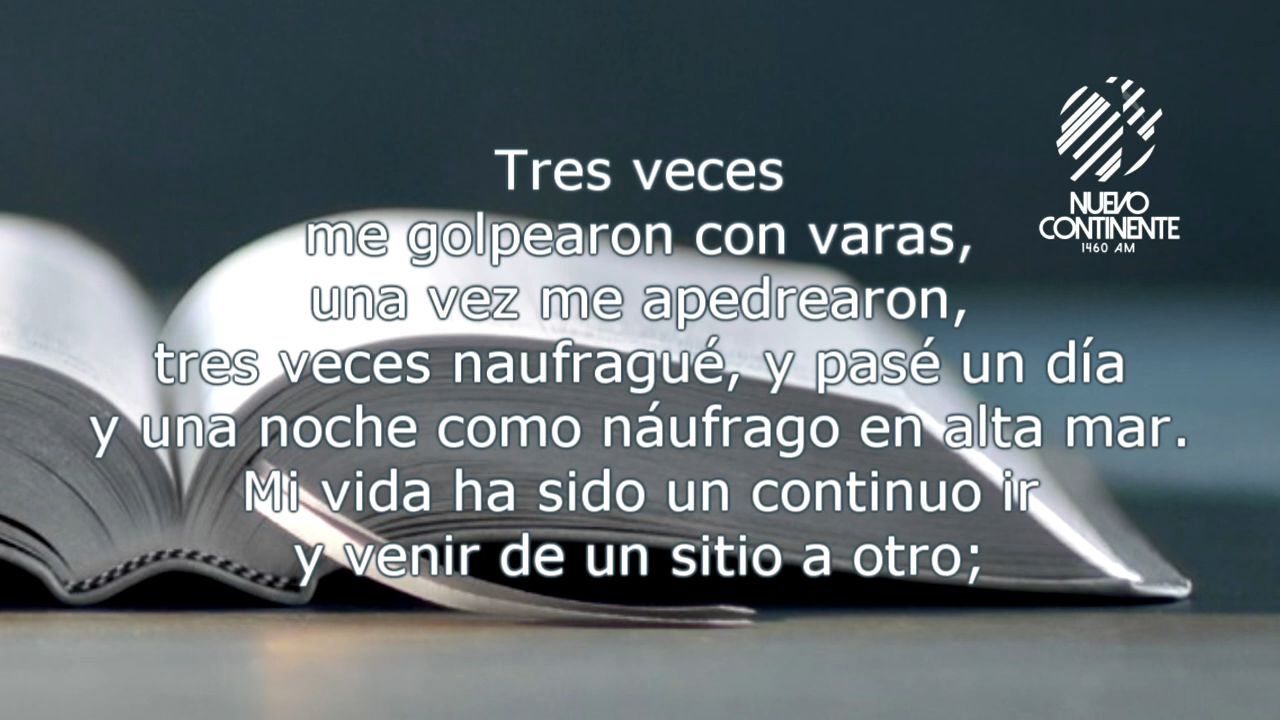 Tres veces
me golpearon con varas,
una vez me apedrearon,
tres veces naufragué, y pasé un día
y una noche como náufrago en alta mar.
Mi vida ha sido un continuo ir
y venir de un sitio a otro;
NUEVO
CONTINENTE
1460 AM